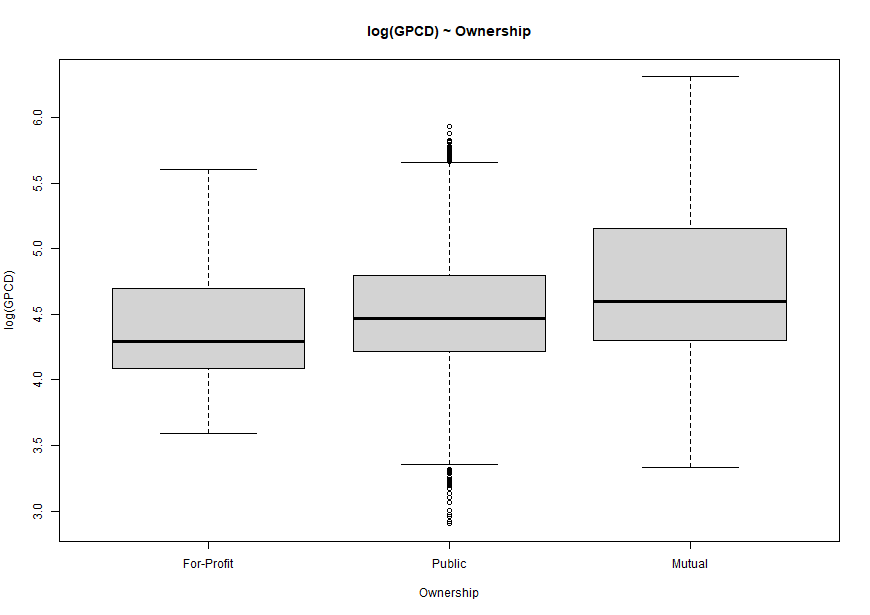 log(GPCD) ~ Ownership
log(GPCD)
6.0
5.5
5.0
4.5
4.0
3.5
3.0
For-Profit Public Mutual
Ownership